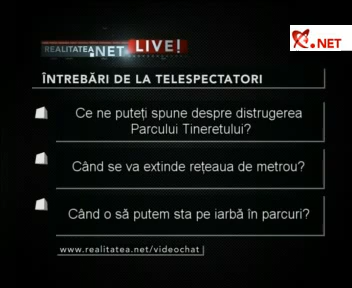 REALITATEA.NET LIVE!
.NET
ÎNTREBĂRI DE LA TELESPECTATORI
Ce ne puteți spune despre distrugerea
Parcului Tineretului?
Când se va extinde rețeaua de metrou?
Când o să putem sta pe iarbă în parcuri?
www.realitatea.net/videochat|